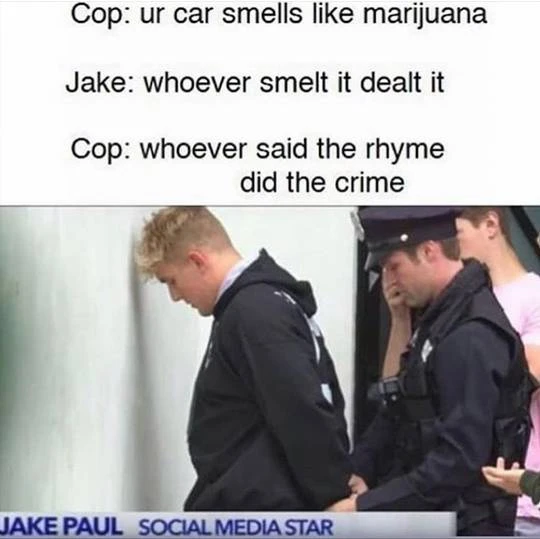 Cop: ur car smells like marijuana
Jake: whoever smelt it dealt it
Cop: whoever said the rhyme
did the crime
JAKE PAUL SOCIAL MEDIA STAR